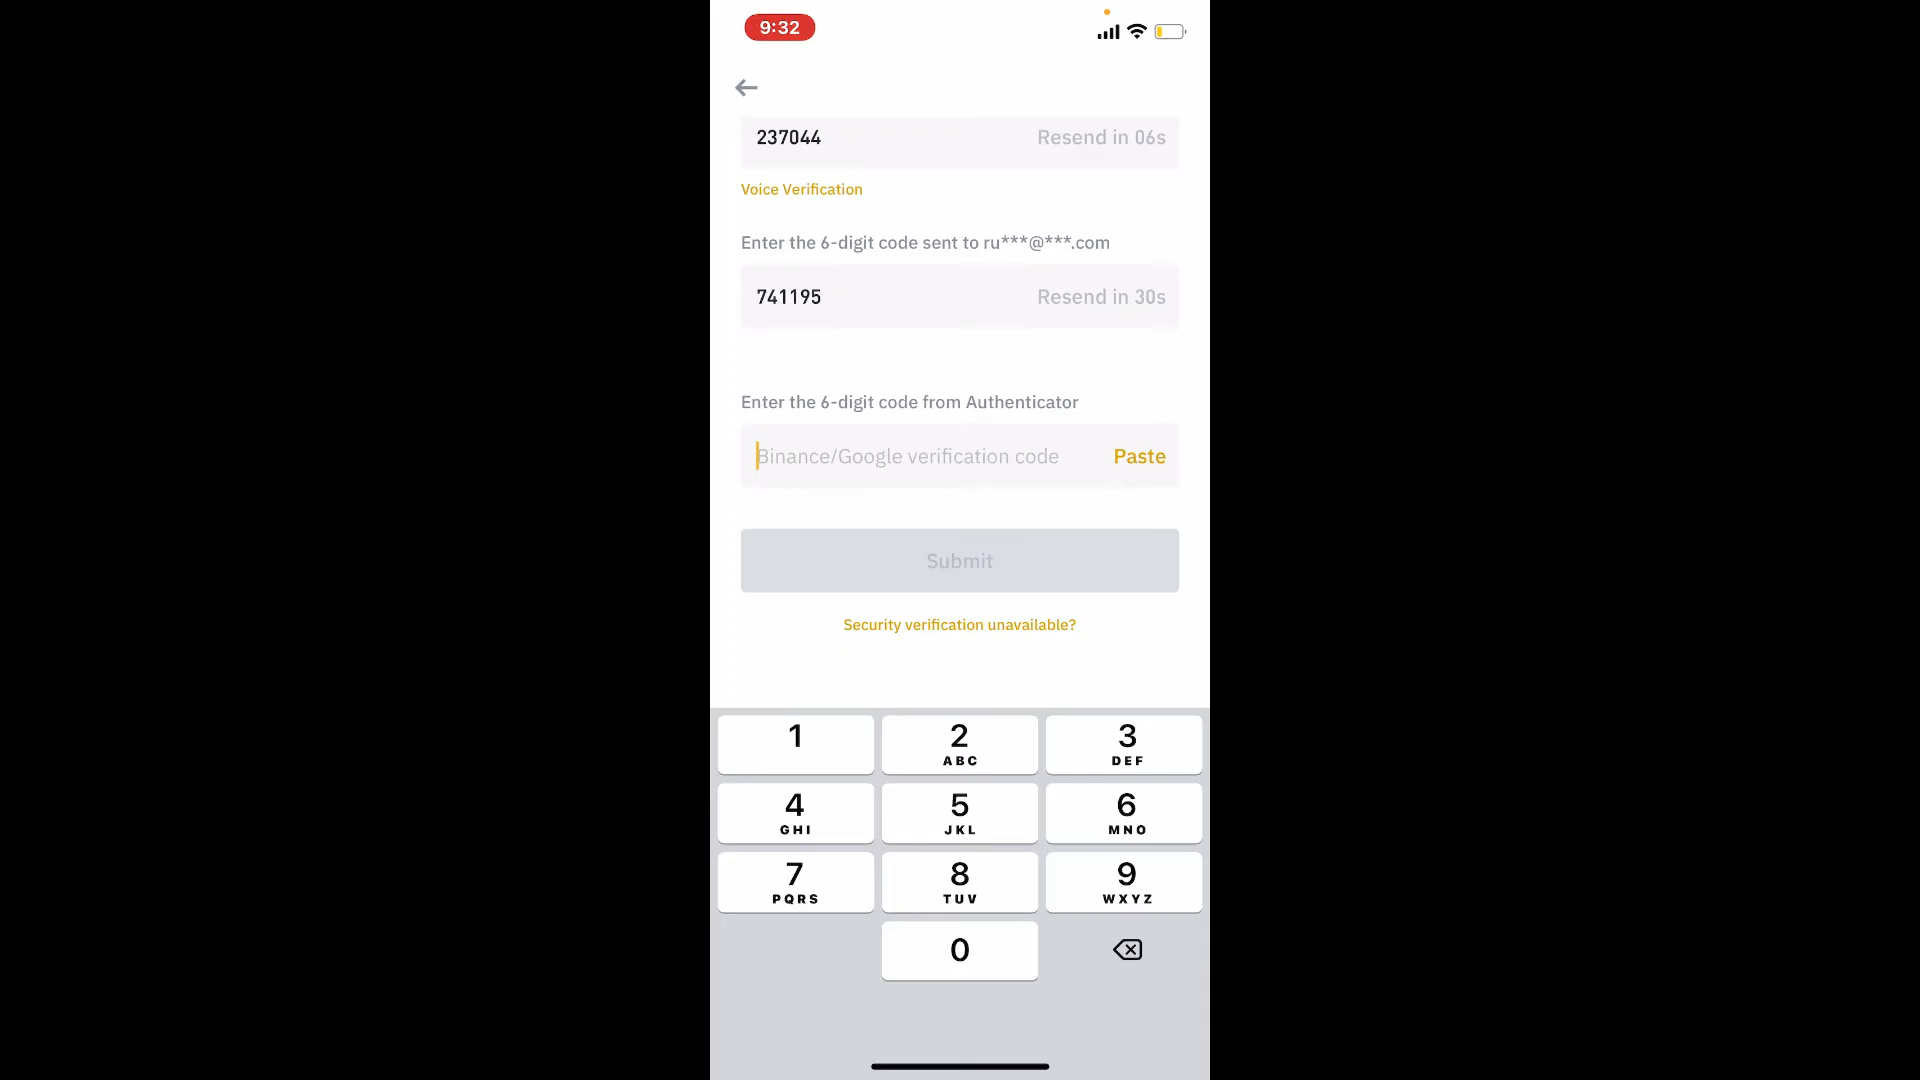 9:32
237044 Resend in 06s
Voice Verification
Enter the 6-digit code sent to ru***@***.com
741195 Resend in 30s
Enter the 6-digit code from Authenticator
Binance/Google verification code Paste
Submit
Security verification unavailable?
1 2 3
ABC DEF
4 5 6
GHI JKL MNO
7 8 9
PQRS TUV WXYZ
0